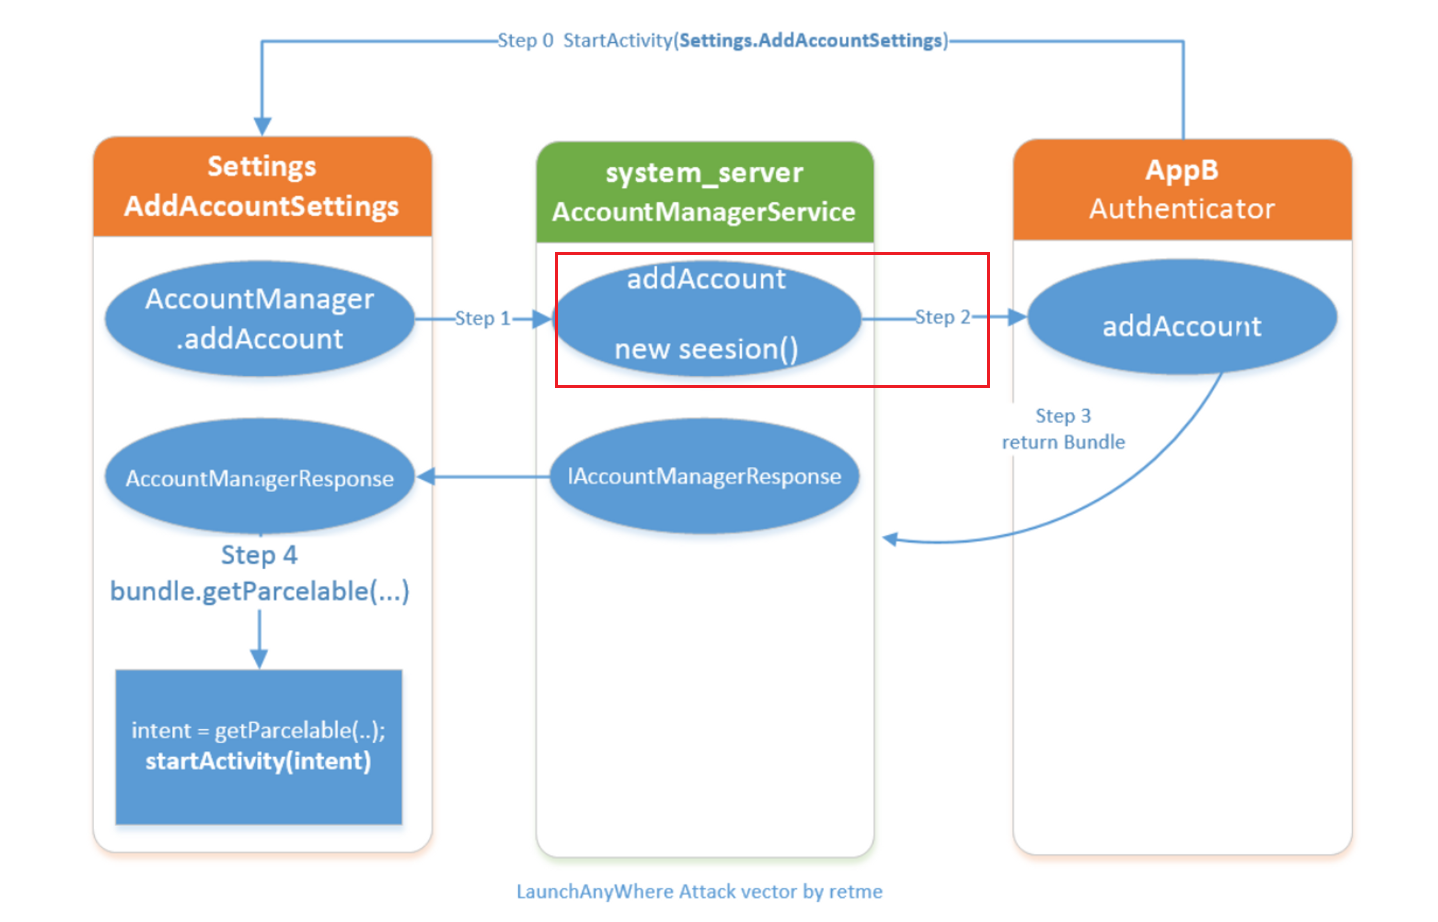 Step 0  StartActivity(Settings.AddAccountSettings)
Settings
AddAccountSettings
system_server
AccountManagerService
AppB
Authenticator
AccountManager
.addAccount
Step 1
addAccount
new seesion()
Step 2
addAccount
Step 3
return Bundle
AccountManagerResponse
IAccountManagerResponse
Step 4
bundle.getParcelable(...)
intent = getParcelable(..);
startActivity(intent)
LaunchAnyWhere Attack vector by retme